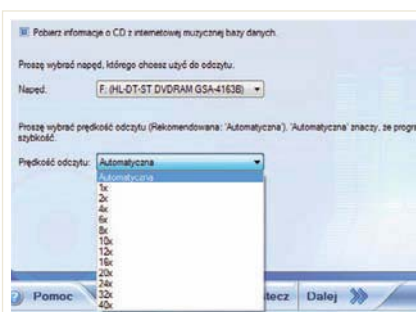 Pobierz informacje o CD z internetowej muzycznej bazy danych.
Proszę wybrać napęd, którego chcesz użyć do odczytu.
Napęd: F: (HL-DT-ST DVDRAM GSA-4163B)
Proszę wybrać prędkość odczytu (Rekomendowana: 'Automatyczna'). 'Automatyczna' znaczy, ze progr
szybkość.
Prędkość odczytu: Automatyczna
Automatyczna
1x
2x
4x
6x
8x
10x
12x
16x
20x
24x
32x
40x
Pomoc tecz Dalej